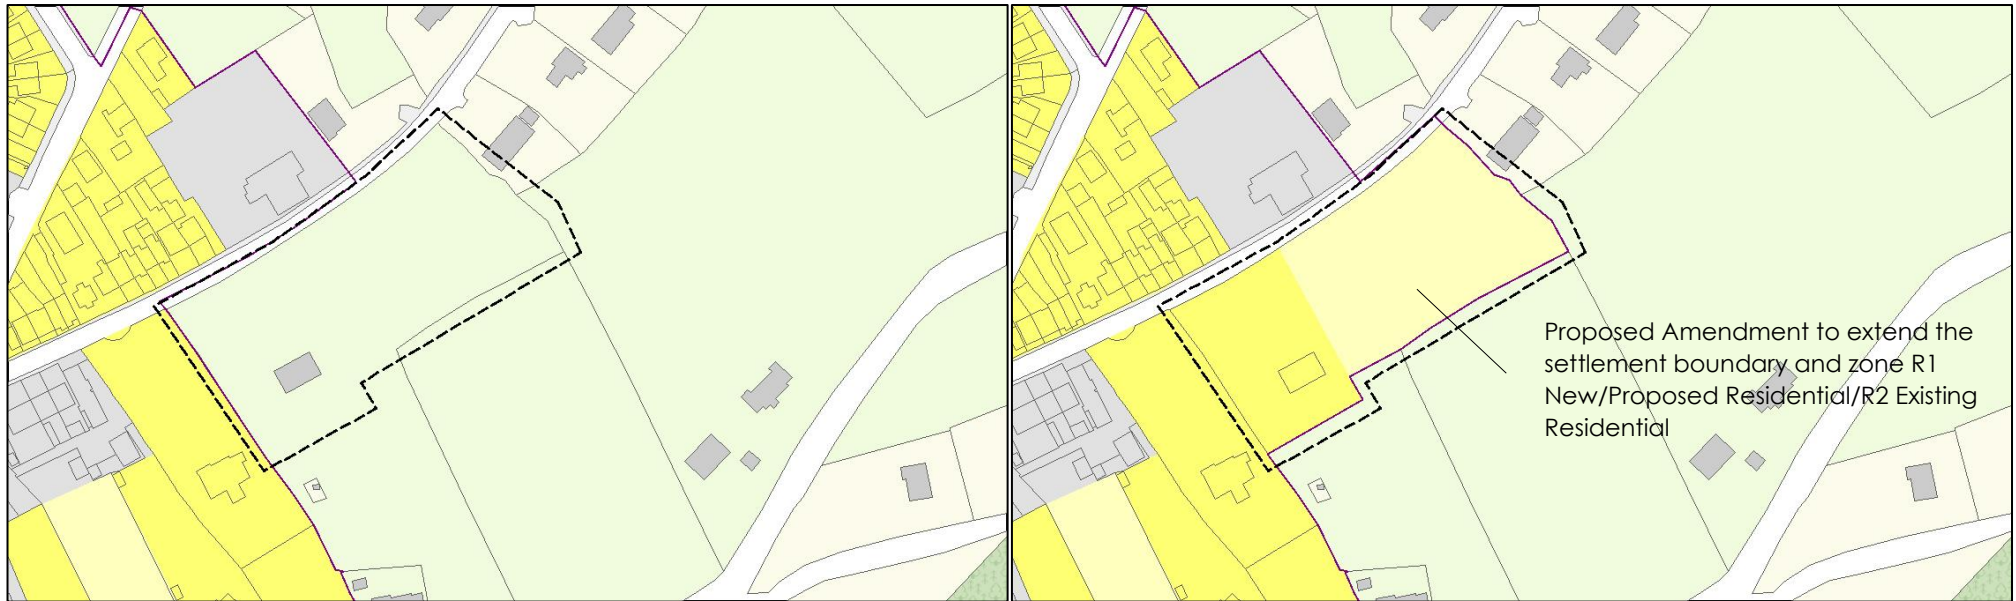 Proposed Amendment to extend the
settlement boundary and zone R1
New/Proposed Residential/R2 Existing
Residential